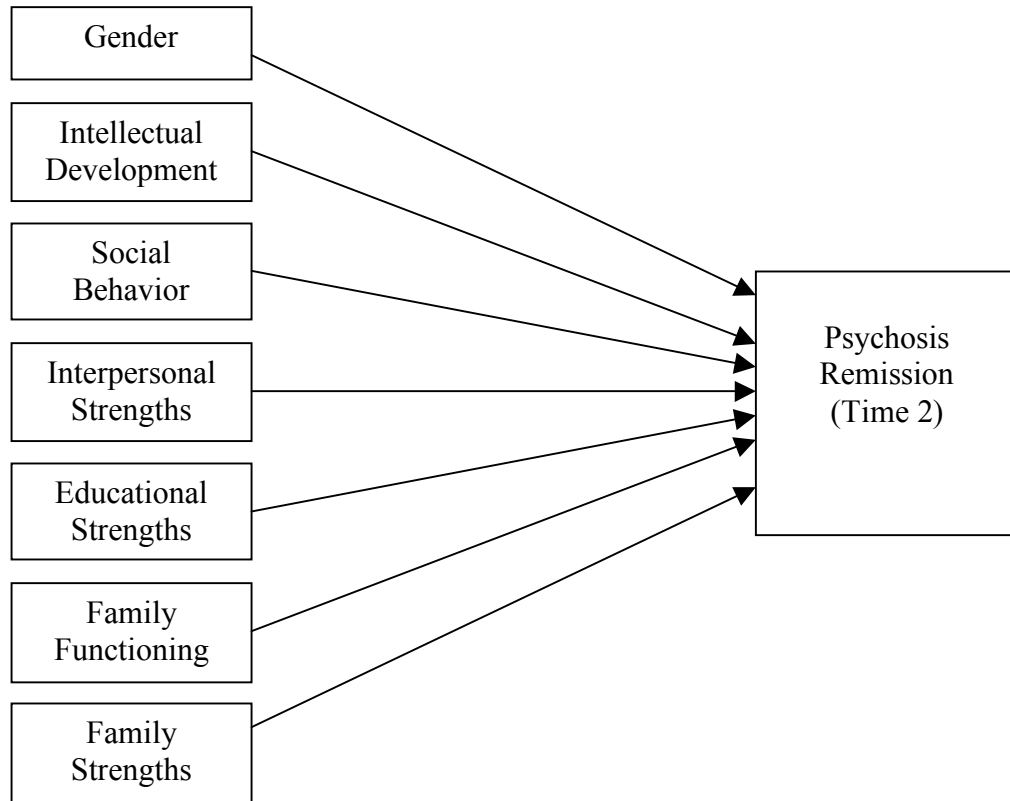 Gender
Intellectual
Development
Social
Behavior
Interpersonal
Strengths
Educational
Strengths
Family
Functioning
Family
Strengths
Psychosis
Remission
(Time 2)